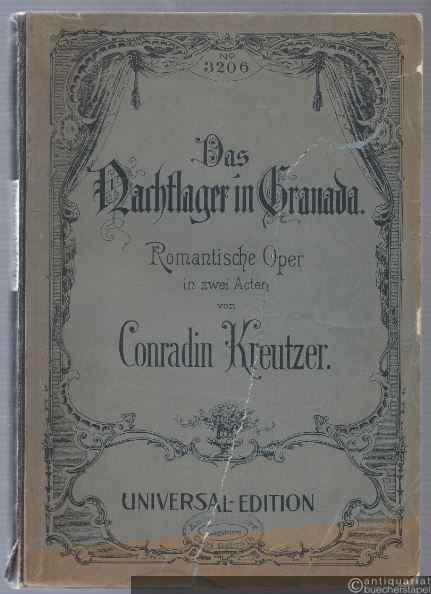 No
3206
Das
Nachtlager in Granada.
Romantische Oper
in zwei Acten
von
Conradin Kreutzer.
UNIVERSAL-EDITION
antiquariat
buecherstapel